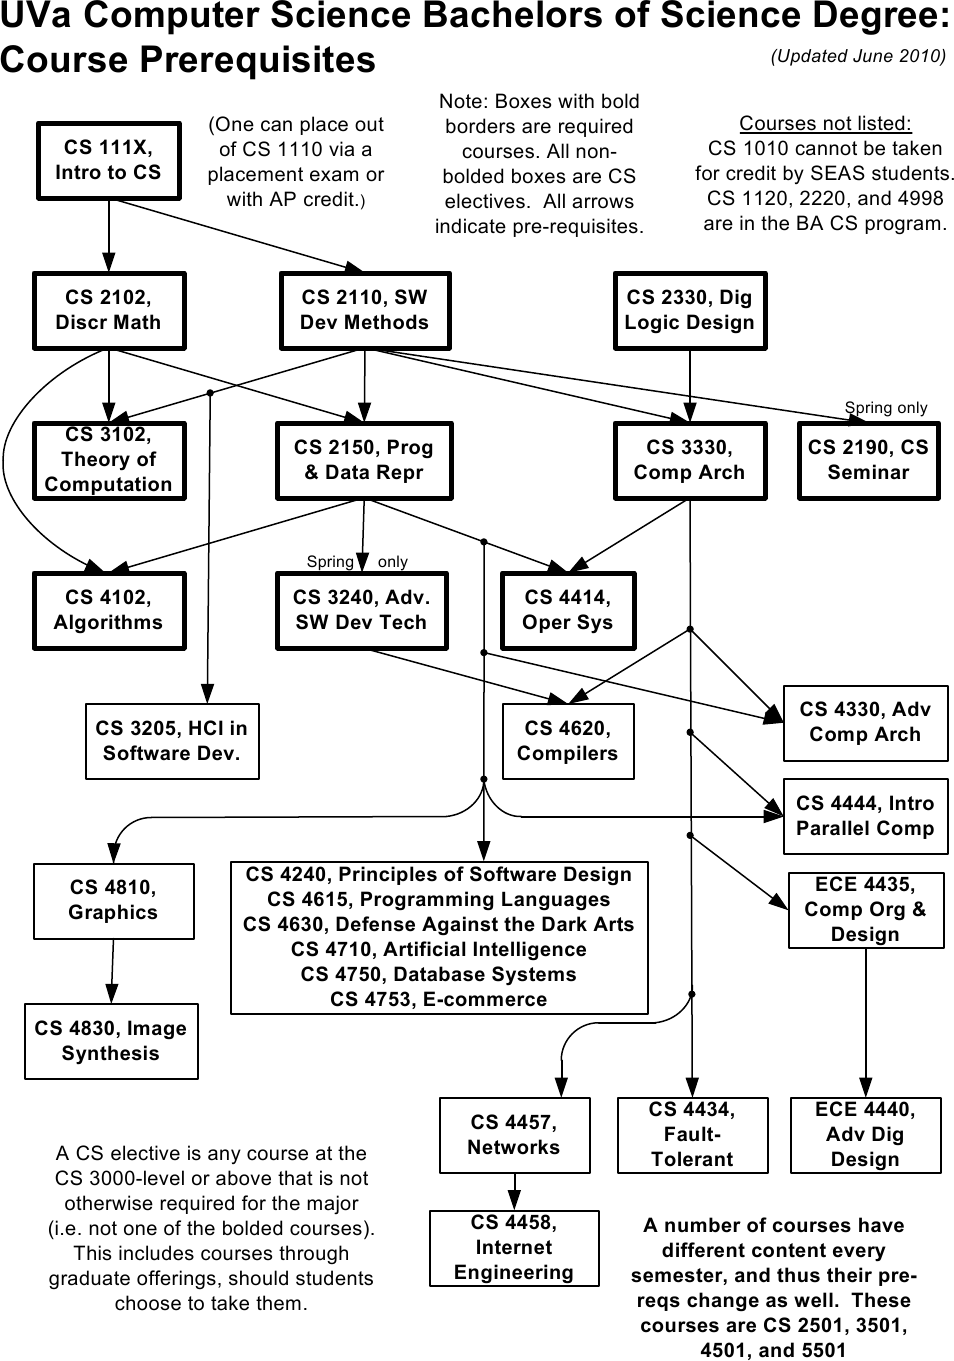 UVa Computer Science Bachelors of Science Degree:
Course Prerequisites
(Updated June 2010)
CS 111X,
Intro to CS
(One can place out
of CS 1110 via a
placement exam or
with AP credit.)
Note: Boxes with bold
borders are required
courses. All non-
bolded boxes are CS
electives.  All arrows
indicate pre-requisites.
Courses not listed:
CS 1010 cannot be taken
for credit by SEAS students.
CS 1120, 2220, and 4998
are in the BA CS program.
CS 2102,
Discr Math
CS 2110, SW
Dev Methods
CS 2330, Dig
Logic Design
Spring only
CS 3102,
Theory of
Computation
CS 2150, Prog
& Data Repr
CS 3330,
Comp Arch
CS 2190, CS
Seminar
Spring only
CS 4102,
Algorithms
CS 3240, Adv.
SW Dev Tech
CS 4414,
Oper Sys
CS 3205, HCI in
Software Dev.
CS 4620,
Compilers
CS 4330, Adv
Comp Arch
CS 4444, Intro
Parallel Comp
CS 4810,
Graphics
CS 4240, Principles of Software Design
CS 4615, Programming Languages
CS 4630, Defense Against the Dark Arts
CS 4710, Artificial Intelligence
CS 4750, Database Systems
CS 4753, E-commerce
ECE 4435,
Comp Org &
Design
CS 4830, Image
Synthesis
CS 4457,
Networks
CS 4434,
Fault-
Tolerant
ECE 4440,
Adv Dig
Design
CS 4458,
Internet
Engineering
A CS elective is any course at the
CS 3000-level or above that is not
otherwise required for the major
(i.e. not one of the bolded courses).
This includes courses through
graduate offerings, should students
choose to take them.
A number of courses have
different content every
semester, and thus their pre-
reqs change as well.  These
courses are CS 2501, 3501,
4501, and 5501